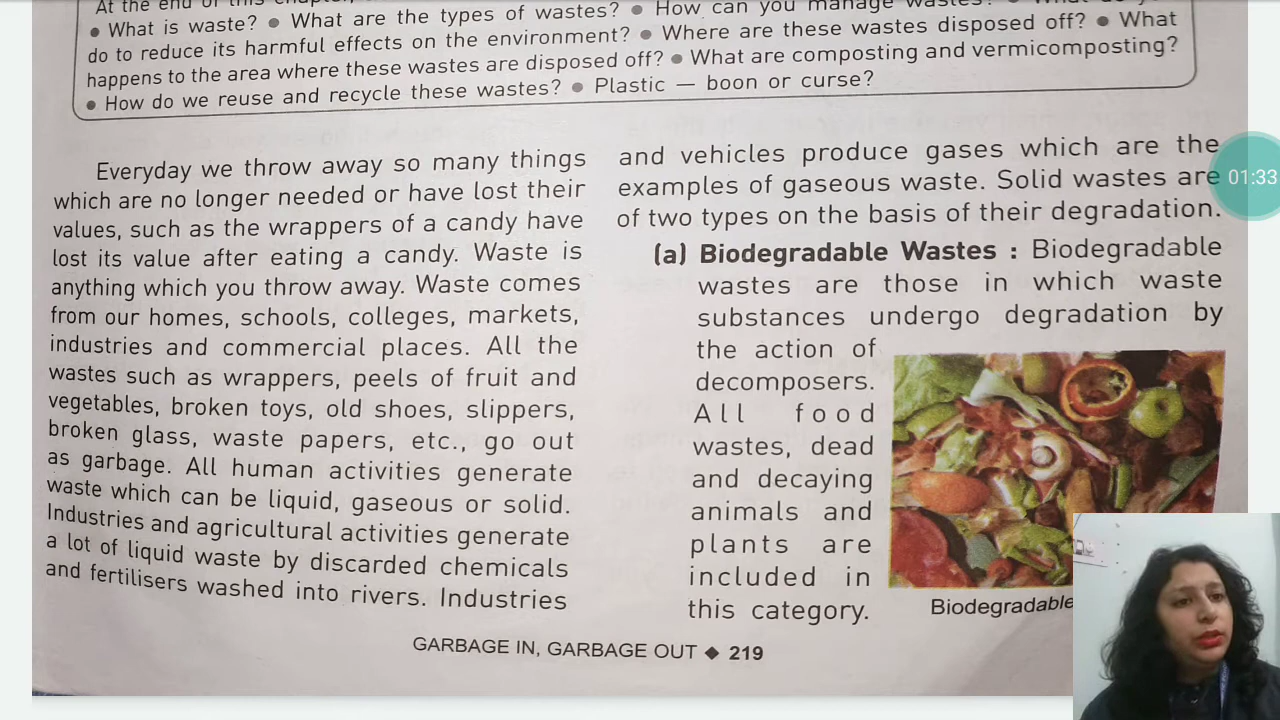 At the end of this chapter,
● What is waste? ● What are the types of wastes? ● How can you manage wastes?
do to reduce its harmful effects on the environment? ● Where are these wastes disposed off? ● What
happens to the area where these wastes are disposed off? ● What are composting and vermicomposting?
● How do we reuse and recycle these wastes? ● Plastic — boon or curse?
Everyday we throw away so many things
which are no longer needed or have lost their
values, such as the wrappers of a candy have
lost its value after eating a candy. Waste is
anything which you throw away. Waste comes
from our homes, schools, colleges, markets,
industries and commercial places. All the
wastes such as wrappers, peels of fruit and
vegetables, broken toys, old shoes, slippers,
broken glass, waste papers, etc., go out
as garbage. All human activities generate
waste which can be liquid, gaseous or solid.
Industries and agricultural activities generate
a lot of liquid waste by discarded chemicals
and fertilisers washed into rivers. Industries
and vehicles produce gases which are the
examples of gaseous waste. Solid wastes are
of two types on the basis of their degradation.
(a) Biodegradable Wastes : Biodegradable
wastes are those in which waste
substances undergo degradation by
the action of
decomposers.
All food
wastes, dead
and decaying
animals and
plants are
included in
this category.
Biodegradable
GARBAGE IN, GARBAGE OUT ◆ 219
01:33